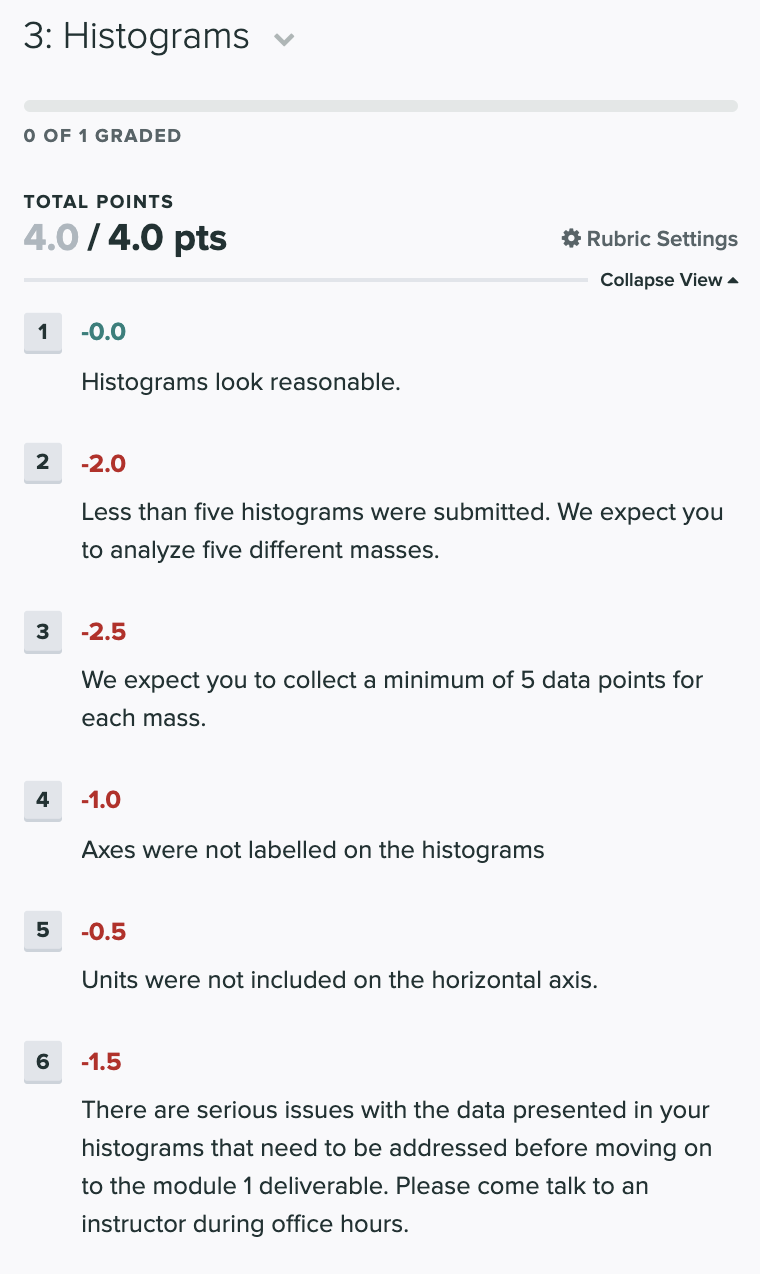 3: Histograms
0 OF 1 GRADED
TOTAL POINTS
4.0 / 4.0 pts
Rubric Settings
Collapse View
1 -0.0
Histograms look reasonable.
2 -2.0
Less than five histograms were submitted. We expect you
to analyze five different masses.
3 -2.5
We expect you to collect a minimum of 5 data points for
each mass.
4 -1.0
Axes were not labelled on the histograms
5 -0.5
Units were not included on the horizontal axis.
6 -1.5
There are serious issues with the data presented in your
histograms that need to be addressed before moving on
to the module 1 deliverable. Please come talk to an
instructor during office hours.